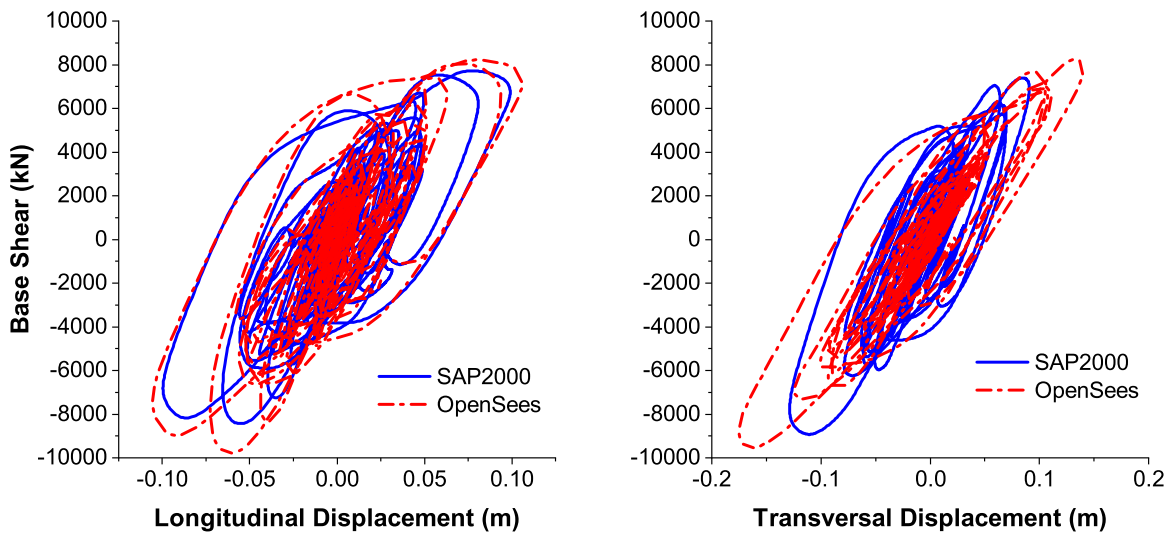 10000
8000
6000
4000
2000
0
-2000
-4000
-6000
-8000
-10000
Base Shear (kN)
-0.10 -0.05 0.00 0.05 0.10
Longitudinal Displacement (m)
SAP2000
OpenSees
10000
8000
6000
4000
2000
0
-2000
-4000
-6000
-8000
-10000
-0.2 -0.1 0.0 0.1 0.2
Transversal Displacement (m)
SAP2000
OpenSees